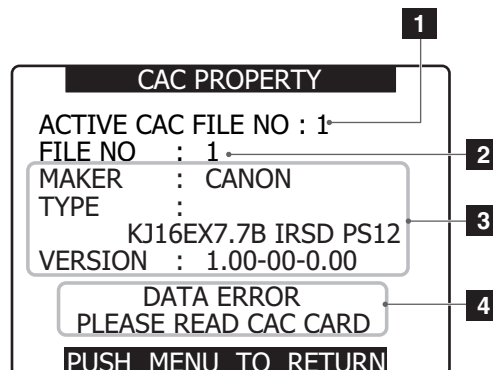 1
CAC PROPERTY
ACTIVE CAC FILE NO : 1
FILE NO : 1
2
MAKER : CANON
TYPE :
KJ16EX7.7B IRSD PS12
3
VERSION : 1.00-00-0.00
DATA ERROR
4
PLEASE READ CAC CARD
PUSH MENU TO RETURN